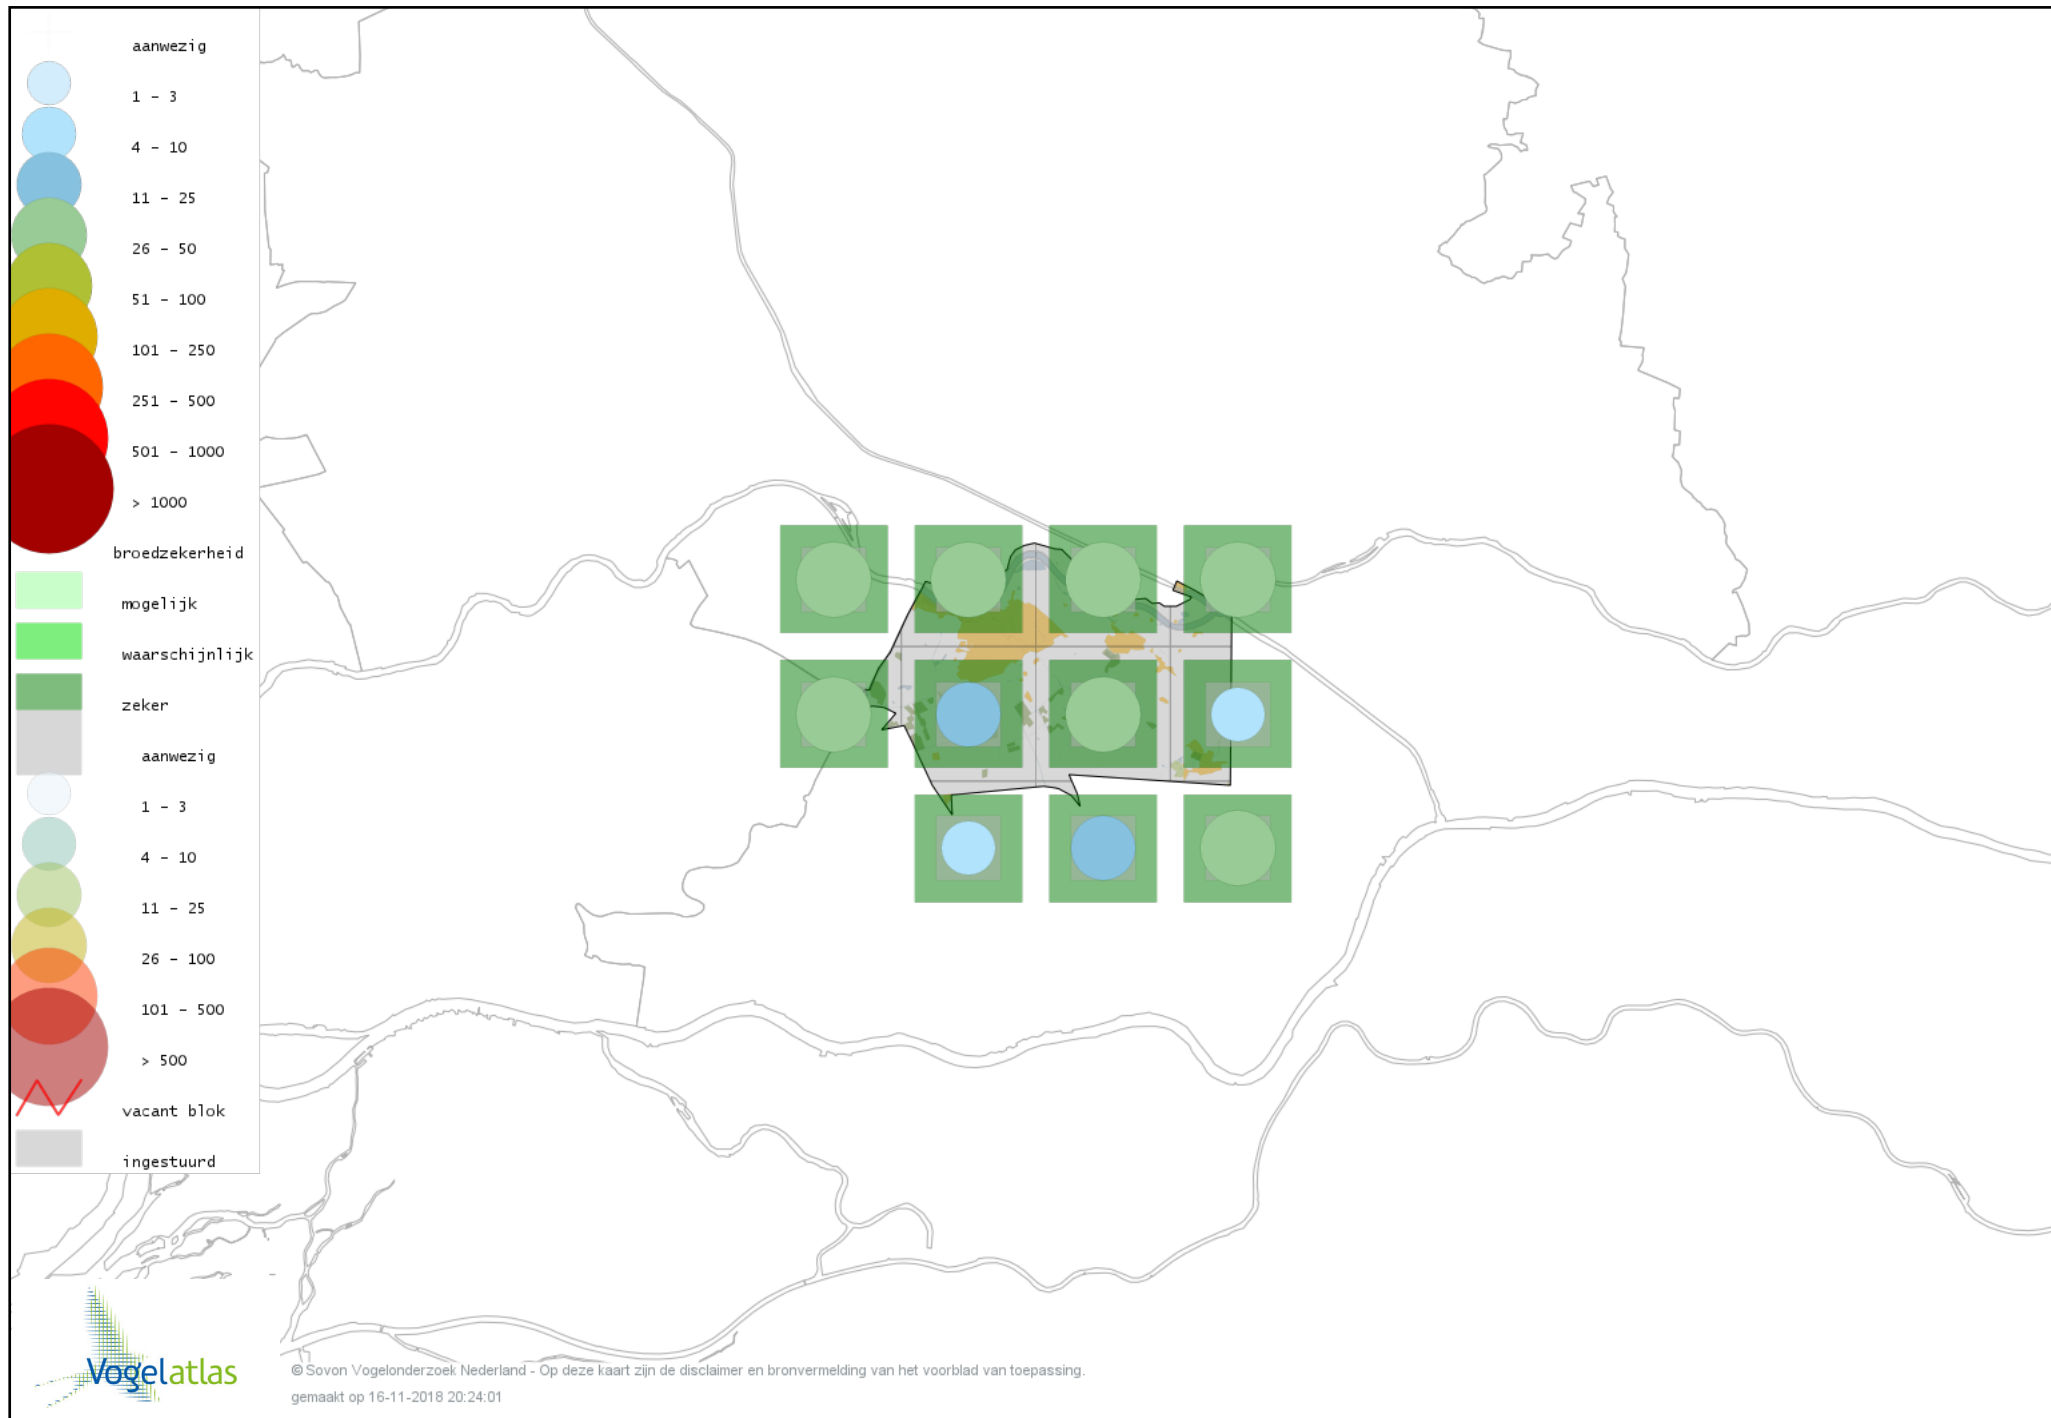 aanwezig
1 - 3
4 - 10
11 - 25
26 - 50
51 - 100
101 - 250
251 - 500
501 - 1000
> 1000
broedzekerheid
mogelijk
waarschijnlijk
zeker
aanwezig
1 - 3
4 - 10
11 - 25
26 - 100
101 - 500
> 500
vacant blok
ingestuurd
Vogelatlas
© Sovon Vogelonderzoek Nederland - Op deze kaart zijn de disclaimer en bronvermelding van het voorblad van toepassing.
gemaakt op 16-11-2018 20:24:01